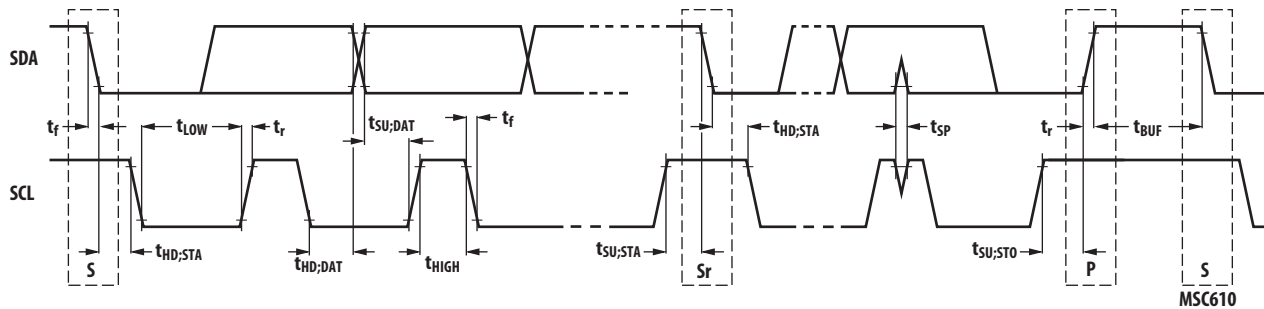 SDA
t_f
t_LOW
t_r
t_SU;DAT
t_f
t_HD;STA
t_SP
t_r
t_BUF
SCL
t_HD;STA
t_HD;DAT
t_HIGH
t_SU;STA
t_SU;STO
S
Sr
P
S
MSC610